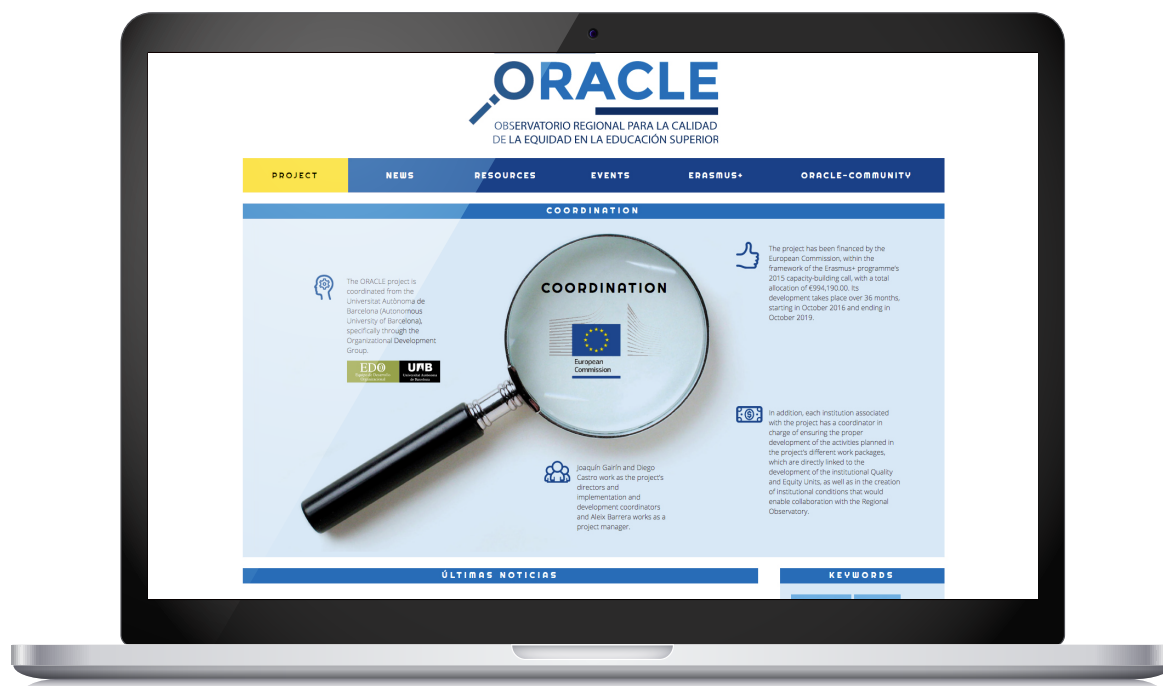 ORACLE
OBSERVATORIO REGIONAL PARA LA CALIDAD
DE LA EQUIDAD EN LA EDUCACIÓN SUPERIOR
PROJECT
NEWS
RESOURCES
EVENTS
ERASMUS+
ORACLE-COMMUNITY
COORDINATION
The ORACLE project is
coordinated from the
Universitat Autònoma de
Barcelona (Autonomous
University of Barcelona),
specifically through the
Organizational Development
Group.
EDO
UAB
Universitat Autònoma
de Barcelona
COORDINATION
European
Commission
The project has been financed by the
European Commission, within the
framework of the Erasmus+ programme's
2015 capacity-building call, with a total
allocation of €994,190.00. Its
development takes place over 36 months,
starting in October 2016 and ending in
October 2019.
Joaquín Gairín and Diego
Castro work as the project's
directors and
implementation and
development coordinators
and Aleix Barrera works as a
project manager.
In addition, each institution associated
with the project has a coordinator in
charge of ensuring the proper
development of the activities planned in
the project's different work packages,
which are directly linked to the
development of the institutional Quality
and Equity Units, as well as in the creation
of institutional conditions that would
enable collaboration with the Regional
Observatory.
ÚLTIMAS NOTICIAS
KEYWORDS